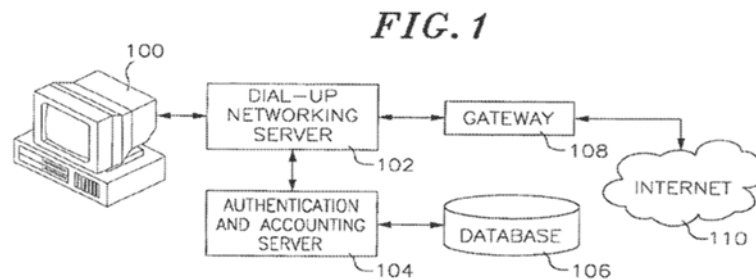 FIG. 1
100
DIAL-UP
NETWORKING
SERVER
102
GATEWAY
108
INTERNET
110
AUTHENTICATION
AND ACCOUNTING
SERVER
104
DATABASE
106